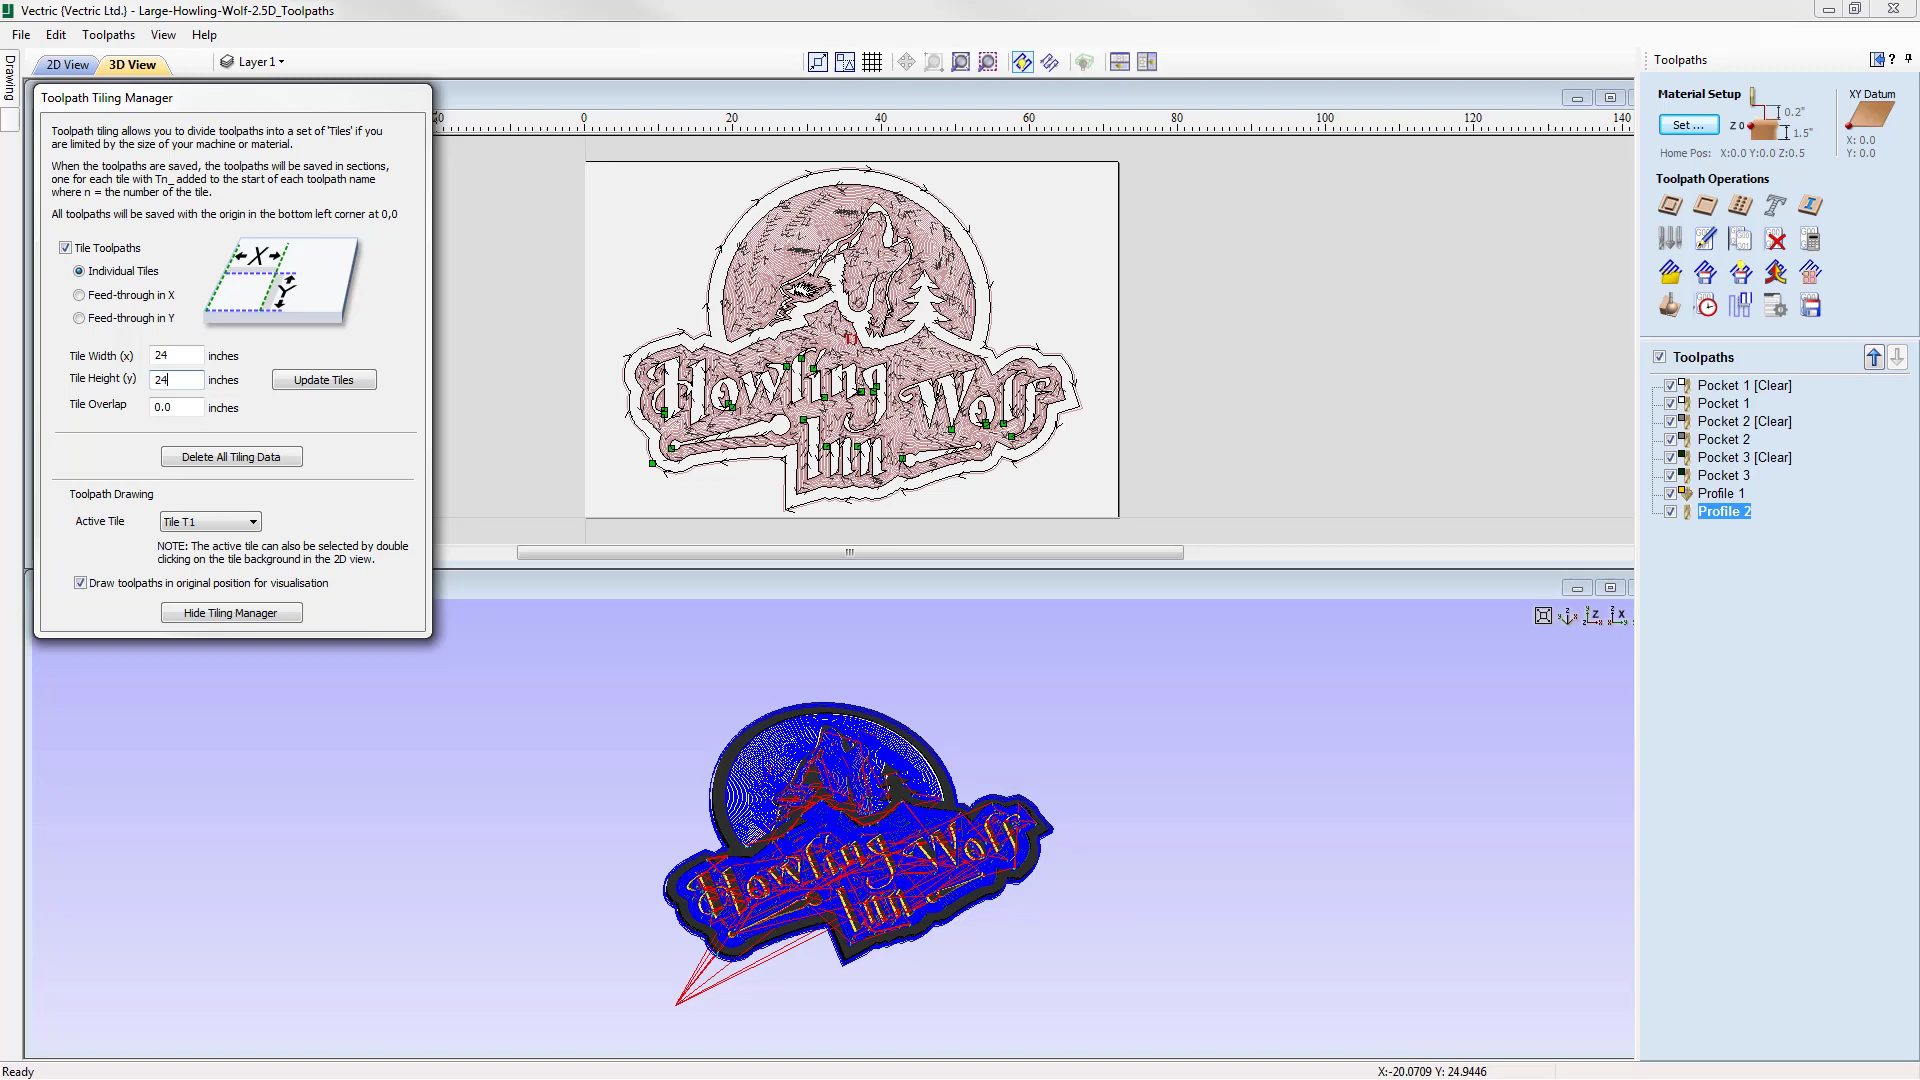 Vectric {Vectric Ltd.} - Large-Howling-Wolf-2.5D_Toolpaths
File Edit Toolpaths View Help
Drawing
2D View 3D View Layer 1
Toolpaths
Toolpath Tiling Manager
Toolpath tiling allows you to divide toolpaths into a set of 'Tiles' if you
are limited by the size of your machine or material.
When the toolpaths are saved, the toolpaths will be saved in sections,
one for each tile with Tn_ added to the start of each toolpath name
where n = the number of the tile.
All toolpaths will be saved with the origin in the bottom left corner at 0,0
Tile Toolpaths
Individual Tiles
Feed-through in X
Feed-through in Y
X
Y
Tile Width (x) 24 inches
Tile Height (y) 24 inches
Update Tiles
Tile Overlap 0.0 inches
Delete All Tiling Data
Toolpath Drawing
Active Tile Tile T1
NOTE: The active tile can also be selected by double
clicking on the tile background in the 2D view.
Draw toolpaths in original position for visualisation
Hide Tiling Manager
0 20 40 60 80 100 120 140
Howling Wolf
Inn
T1
Howling Wolf
Inn
Material Setup
Set ...
Z 0
0.2"
1.5"
XY Datum
X: 0.0
Y: 0.0
Home Pos: X:0.0 Y:0.0 Z:0.5
Toolpath Operations
Toolpaths
Pocket 1 [Clear]
Pocket 1
Pocket 2 [Clear]
Pocket 2
Pocket 3 [Clear]
Pocket 3
Profile 1
Profile 2
Ready
X:-20.0709 Y: 24.9446